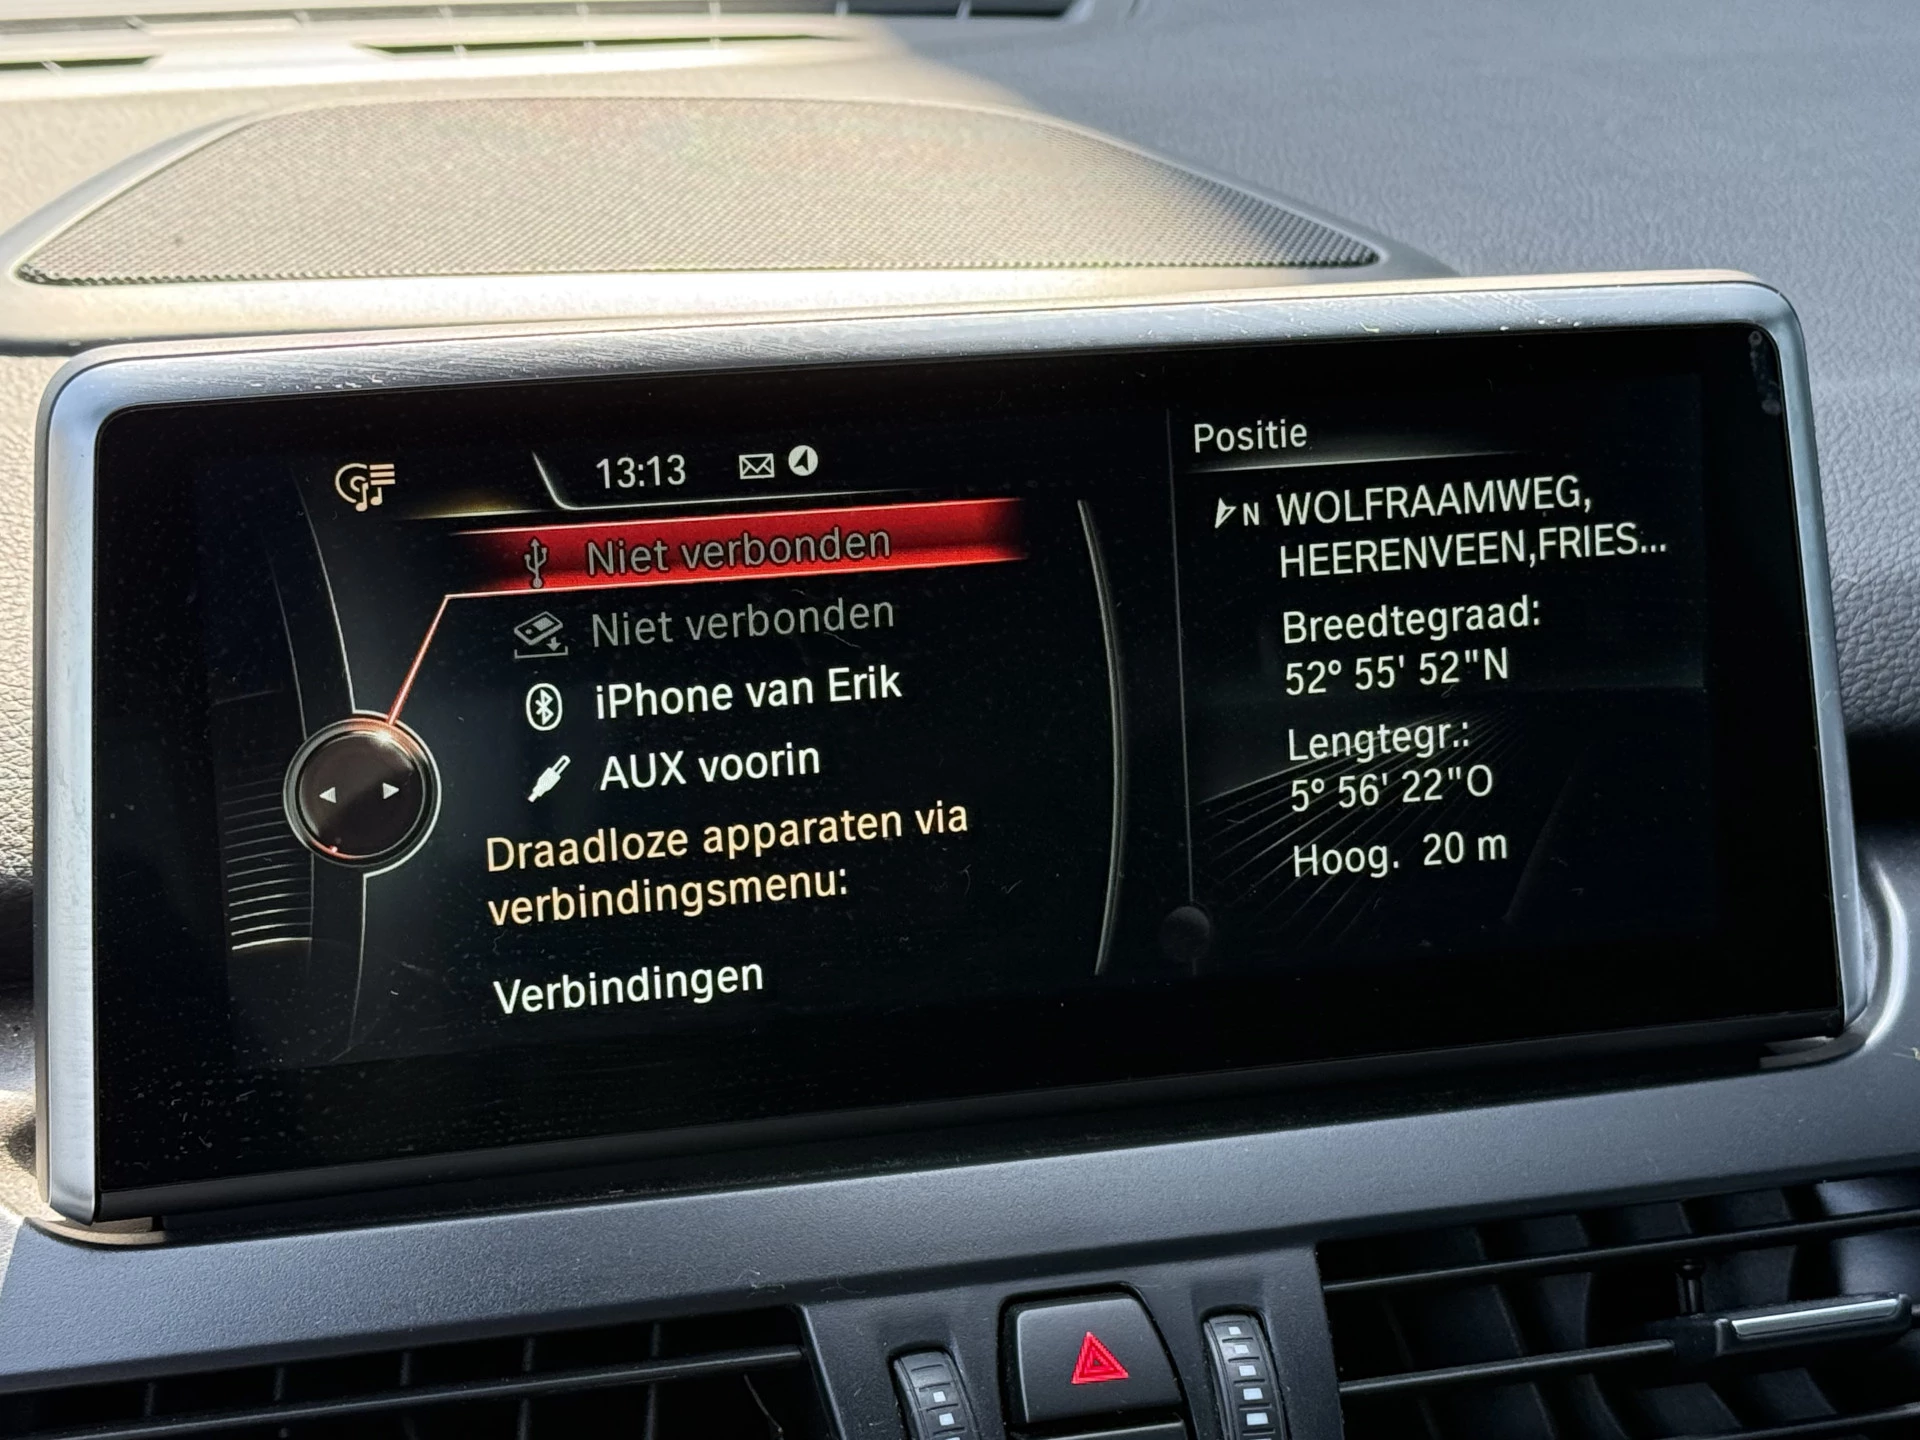 13:13
Niet verbonden
Niet verbonden
iPhone van Erik
AUX voorin
Draadloze apparaten via
verbindingsmenu:
Verbindingen
Positie
N WOLFRAAMWEG,
HEERENVEEN,FRIES...
Breedtegraad:
52° 55' 52"N
Lengtegr.:
5° 56' 22"O
Hoog. 20 m